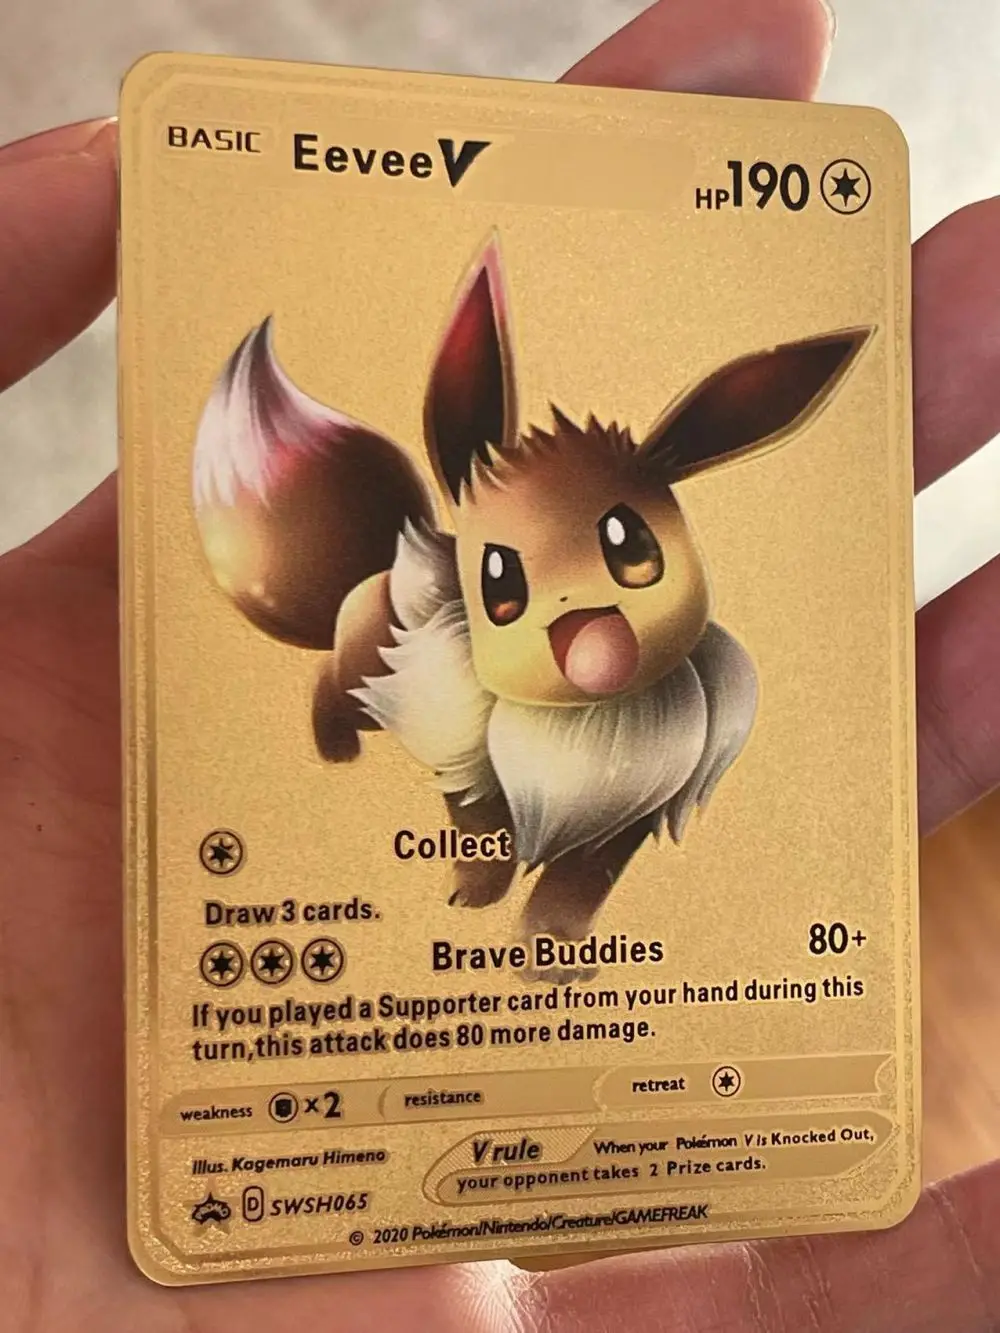 BASIC EeveeV HP190
Collect
Draw 3 cards.
Brave Buddies 80+
If you played a Supporter card from your hand during this
turn,this attack does 80 more damage.
weakness ×2 resistance retreat
Illus. Kagemaru Himeno
V rule When your Pokémon V Is Knocked Out,
your opponent takes 2 Prize cards.
PROMO D SWSH065
© 2020 Pokémon/Nintendo/Creature/GAMEFREAK